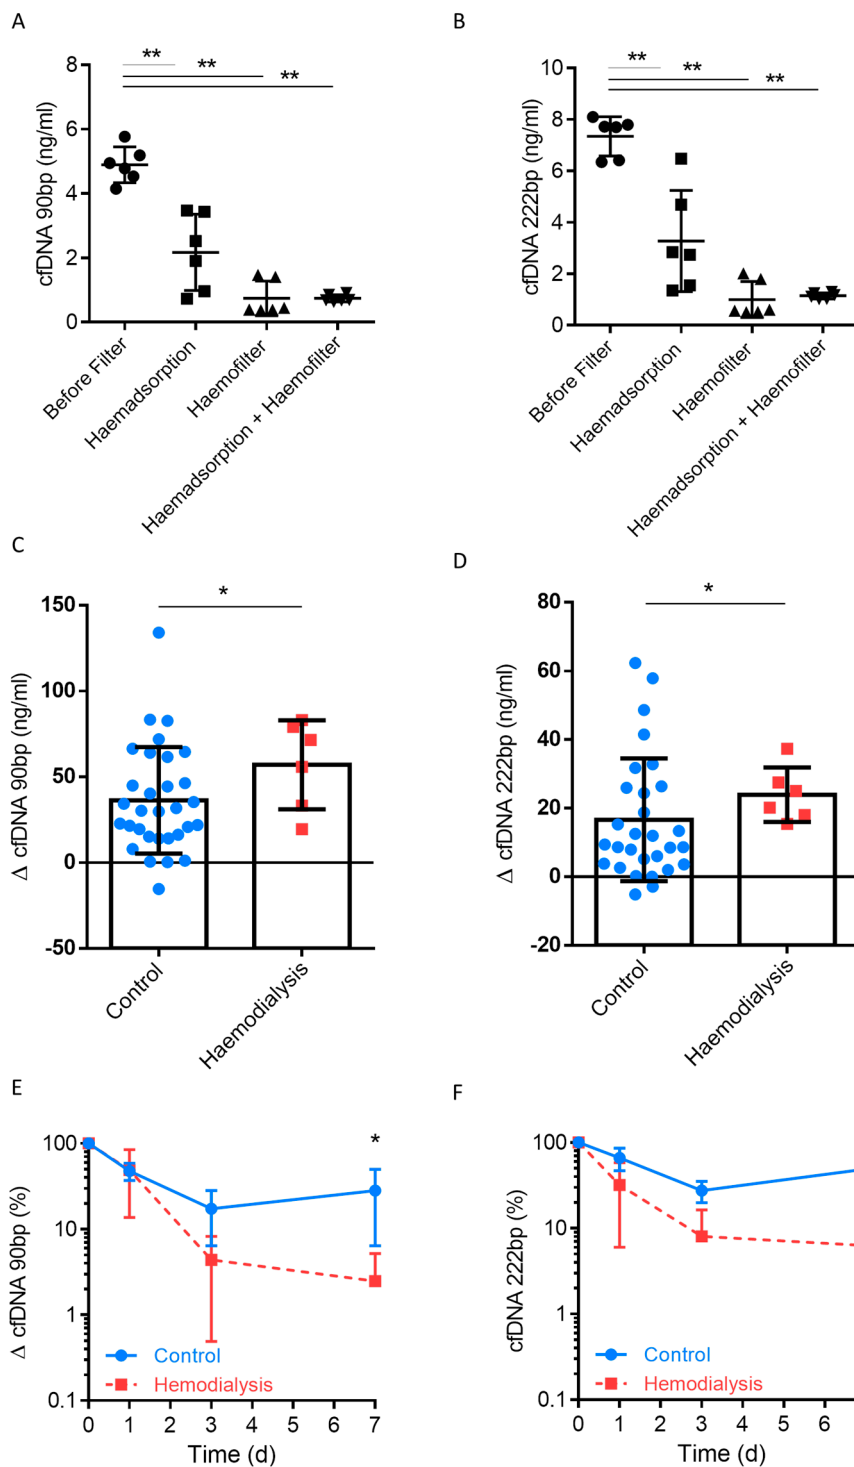 A
B
cfDNA 90bp (ng/ml)
8
6
4
2
0
**
**
**
Before Filter
Haemadsorption
Haemofilter
Haemadsorption + Haemofilter
cfDNA 222bp (ng/ml)
10
8
6
4
2
0
**
**
**
Before Filter
Haemadsorption
Haemofilter
Haemadsorption + Haemofilter
C
D
Δ cfDNA 90bp (ng/ml)
150
100
50
0
-50
*
Control
Haemodialysis
Δ cfDNA 222bp (ng/ml)
80
60
40
20
0
-20
*
Control
Haemodialysis
E
F
Δ cfDNA 90bp (%)
100
10
1
0.1
*
Control
Hemodialysis
0 1 2 3 4 5 6 7
Time (d)
cfDNA 222bp (%)
100
10
1
0.1
Control
Hemodialysis
0 1 2 3 4 5 6
Time (d)